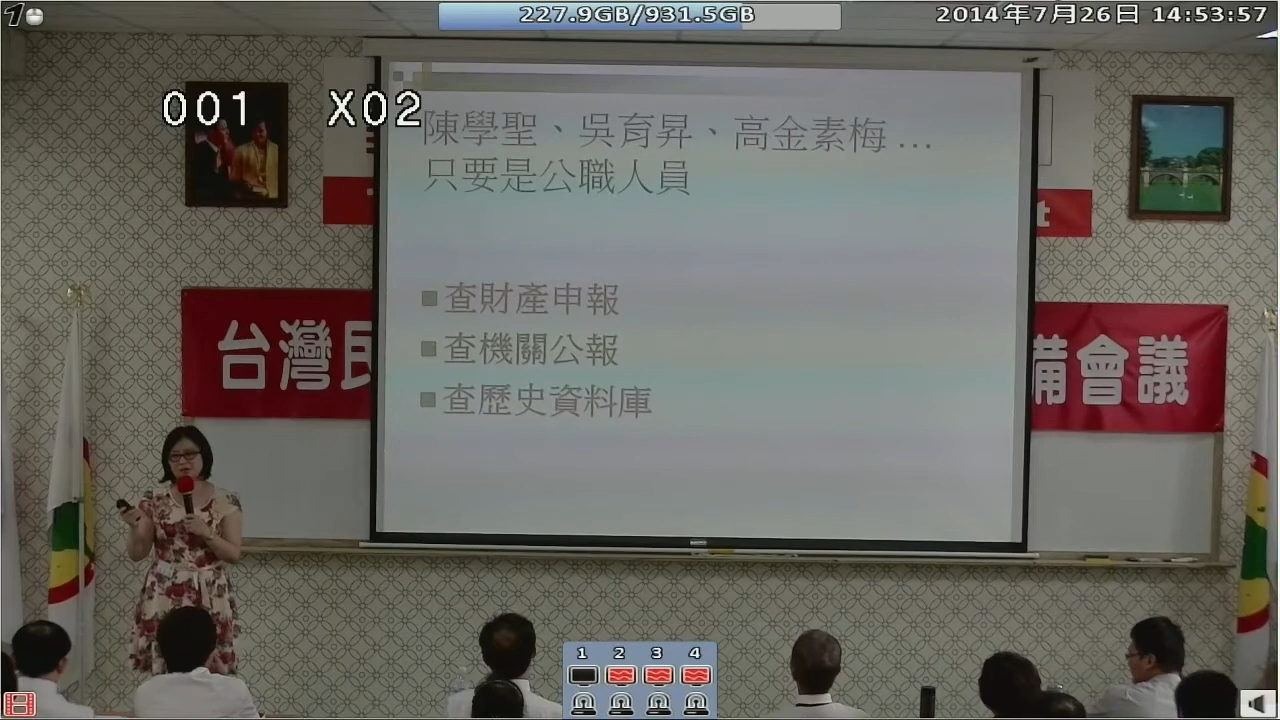 227.9GB/931.5GB
2014年7月26日 14:53:57
001 X02
陳學聖、吳育昇、高金素梅...
只要是公職人員
查財產申報
查機關公報
查歷史資料庫
t
台灣民
備會議
1 2 3 4